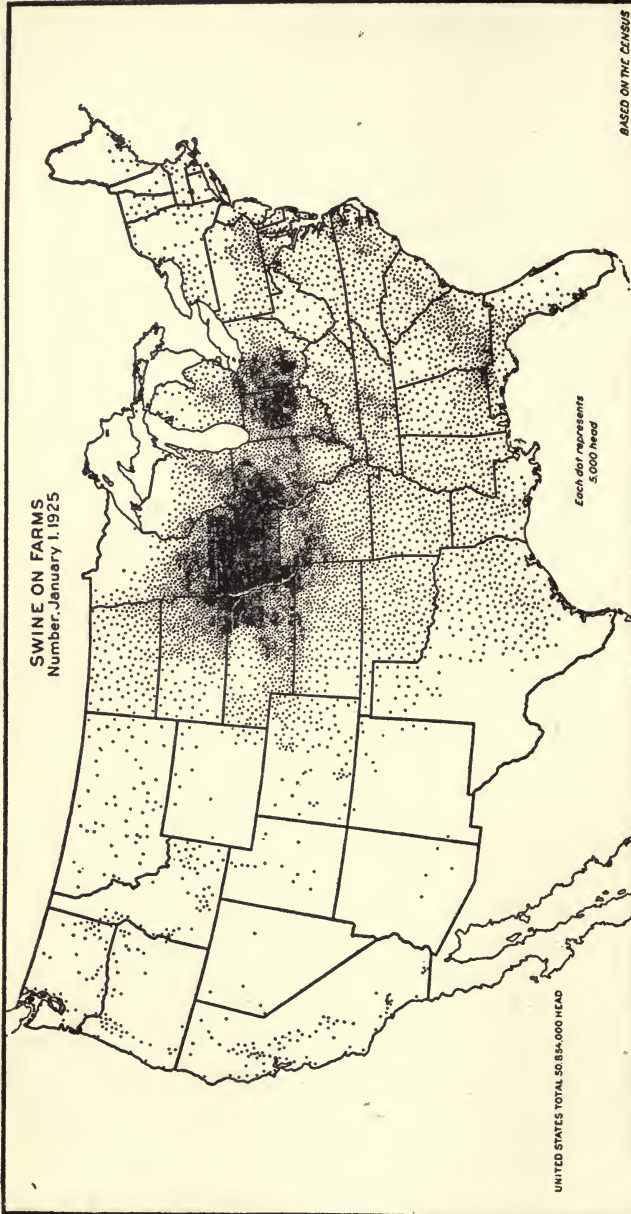 SWINE ON FARMS
Number, January 1, 1925
Each dot represents
5,000 head
UNITED STATES TOTAL 50,854,000 HEAD
BASED ON THE CENSUS